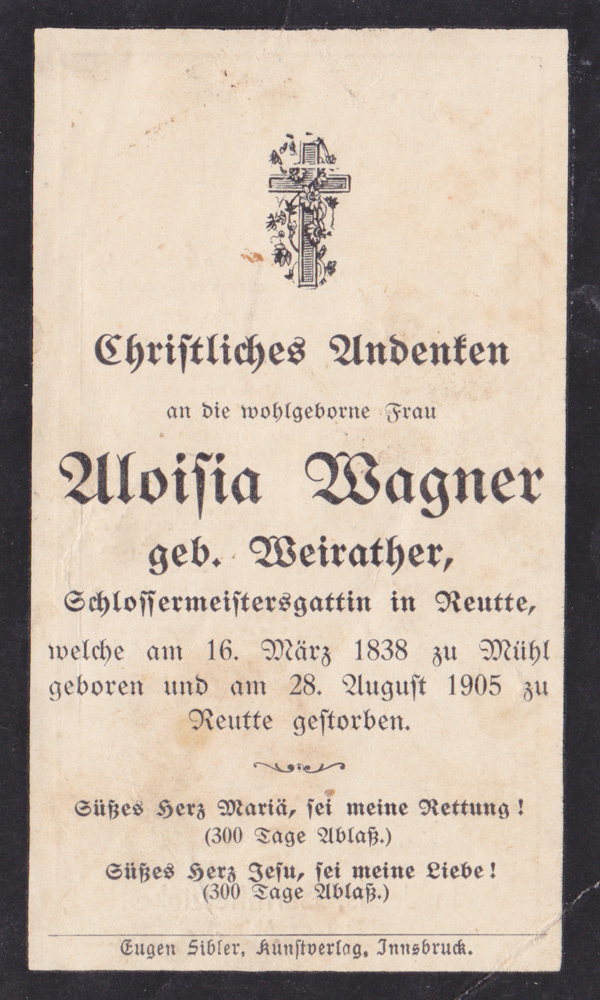 Christliches Andenken
an die wohlgeborne Frau
Aloisia Wagner
geb. Weirather,
Schlossermeistersgattin in Reutte,
welche am 16. März 1838 zu Mühl
geboren und am 28. August 1905 zu
Reutte gestorben.
Süßes Herz Mariä, sei meine Rettung!
(300 Tage Ablaß.)
Süßes Herz Jesu, sei meine Liebe!
(300 Tage Ablaß.)
Eugen Sibler, Kunstverlag, Innsbruck.